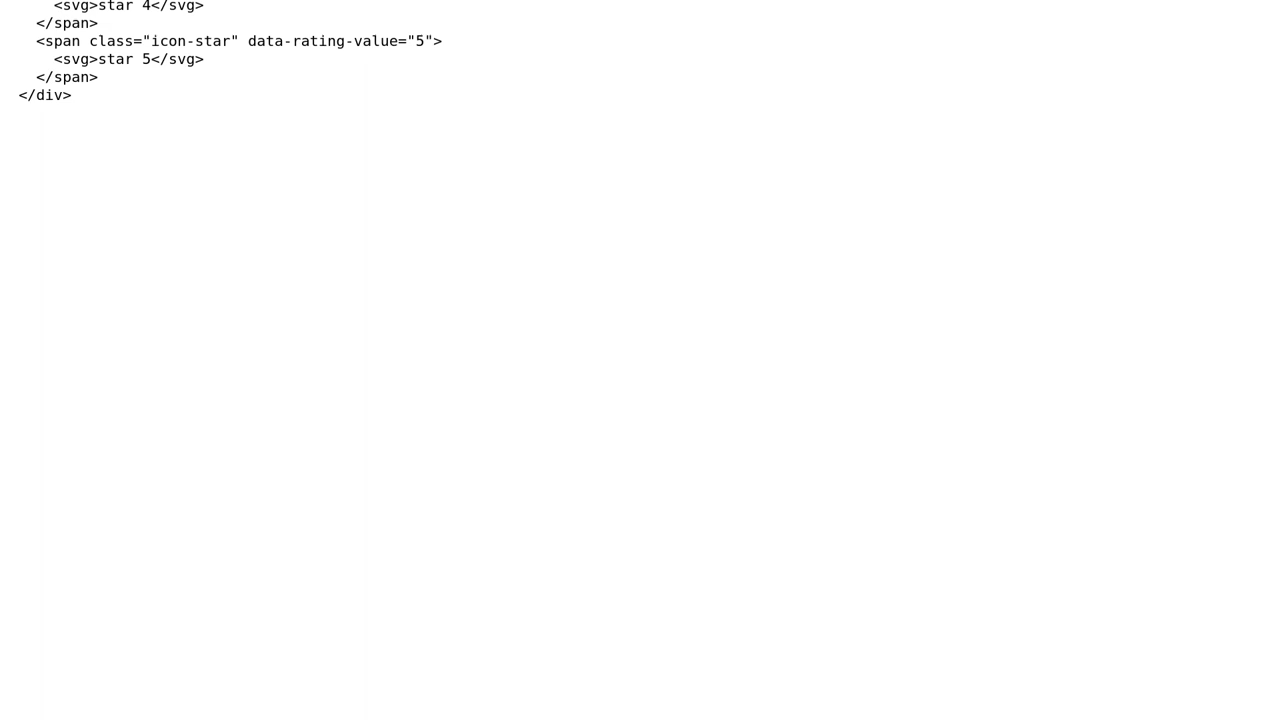 <svg>star 4</svg>
</span>
<span class="icon-star" data-rating-value="5">
<svg>star 5</svg>
</span>
</div>